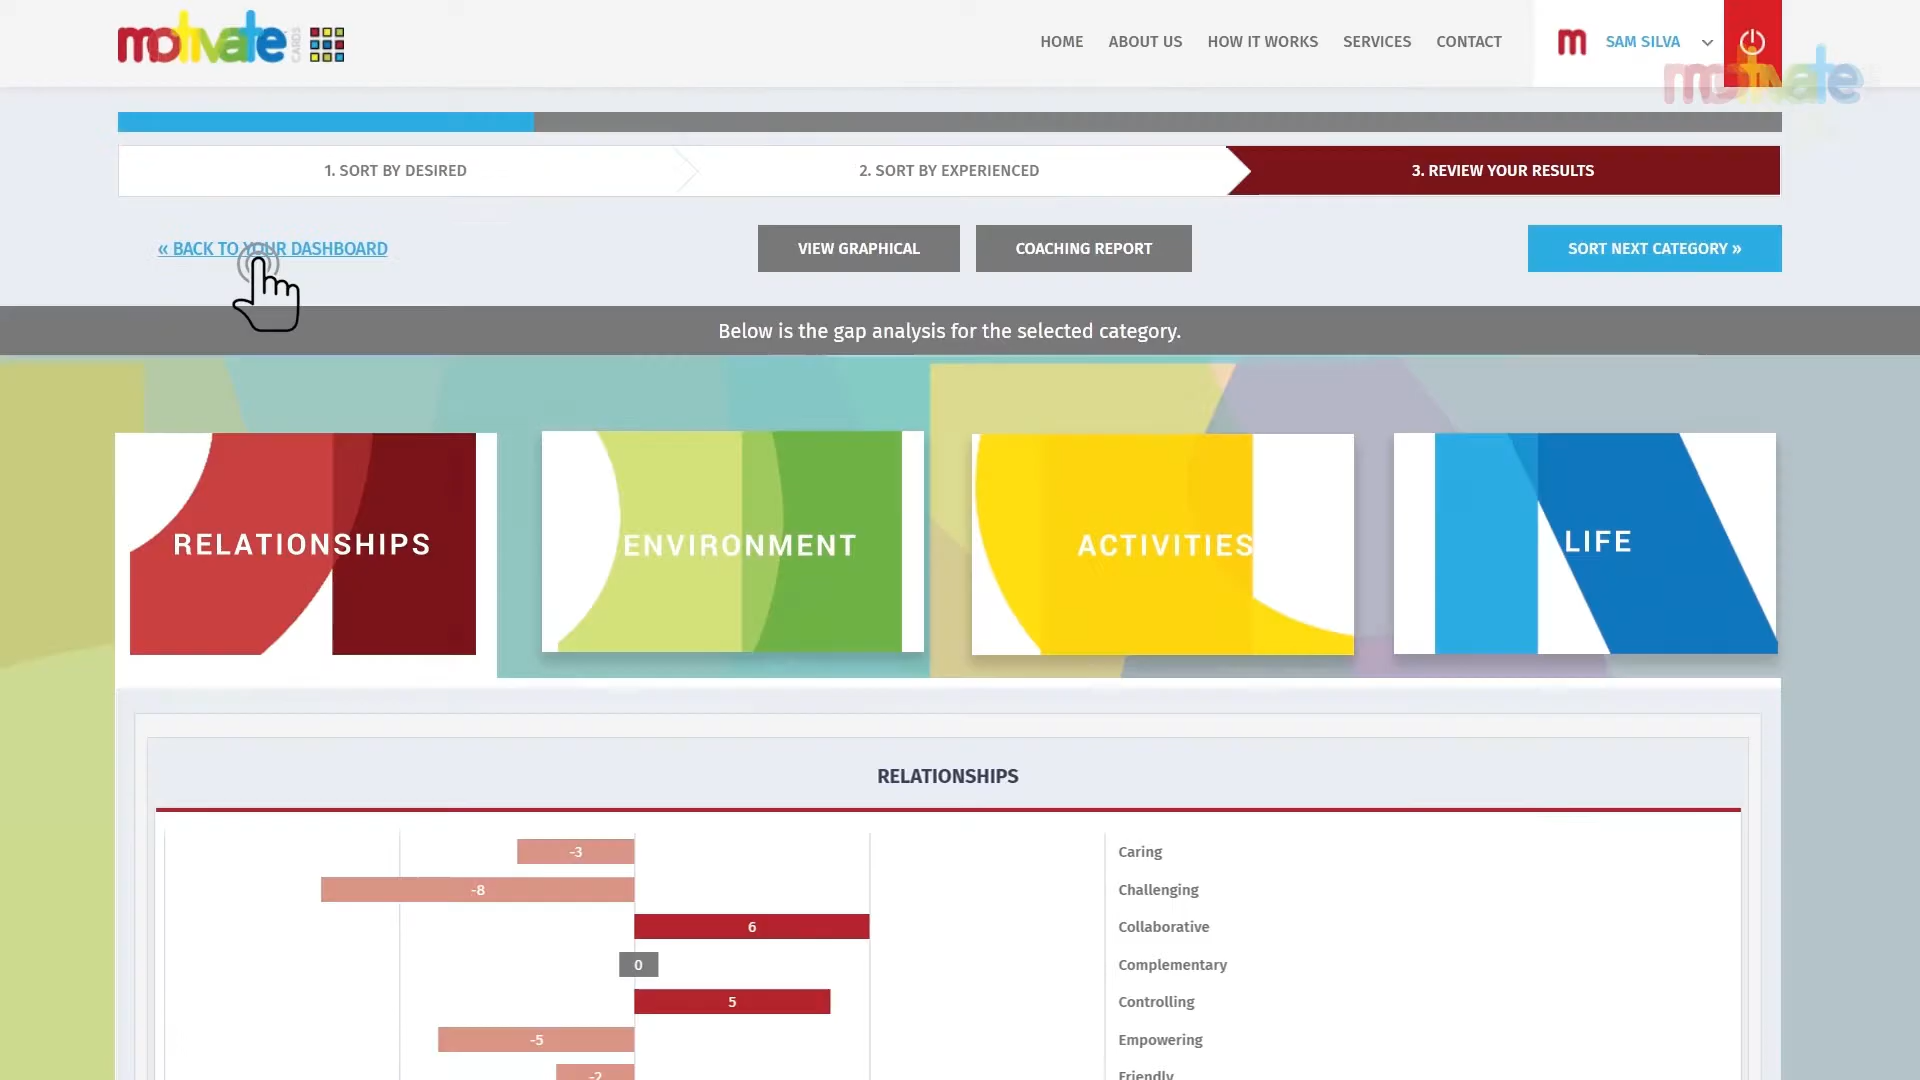 motivate CARDS
HOME ABOUT US HOW IT WORKS SERVICES CONTACT
m SAM SILVA
motivate
1. SORT BY DESIRED
2. SORT BY EXPERIENCED
3. REVIEW YOUR RESULTS
« BACK TO YOUR DASHBOARD
VIEW GRAPHICAL
COACHING REPORT
SORT NEXT CATEGORY »
Below is the gap analysis for the selected category.
RELATIONSHIPS
ENVIRONMENT
ACTIVITIES
LIFE
RELATIONSHIPS
-3 Caring
-8 Challenging
6 Collaborative
0 Complementary
5 Controlling
-5 Empowering
-2 Friendly